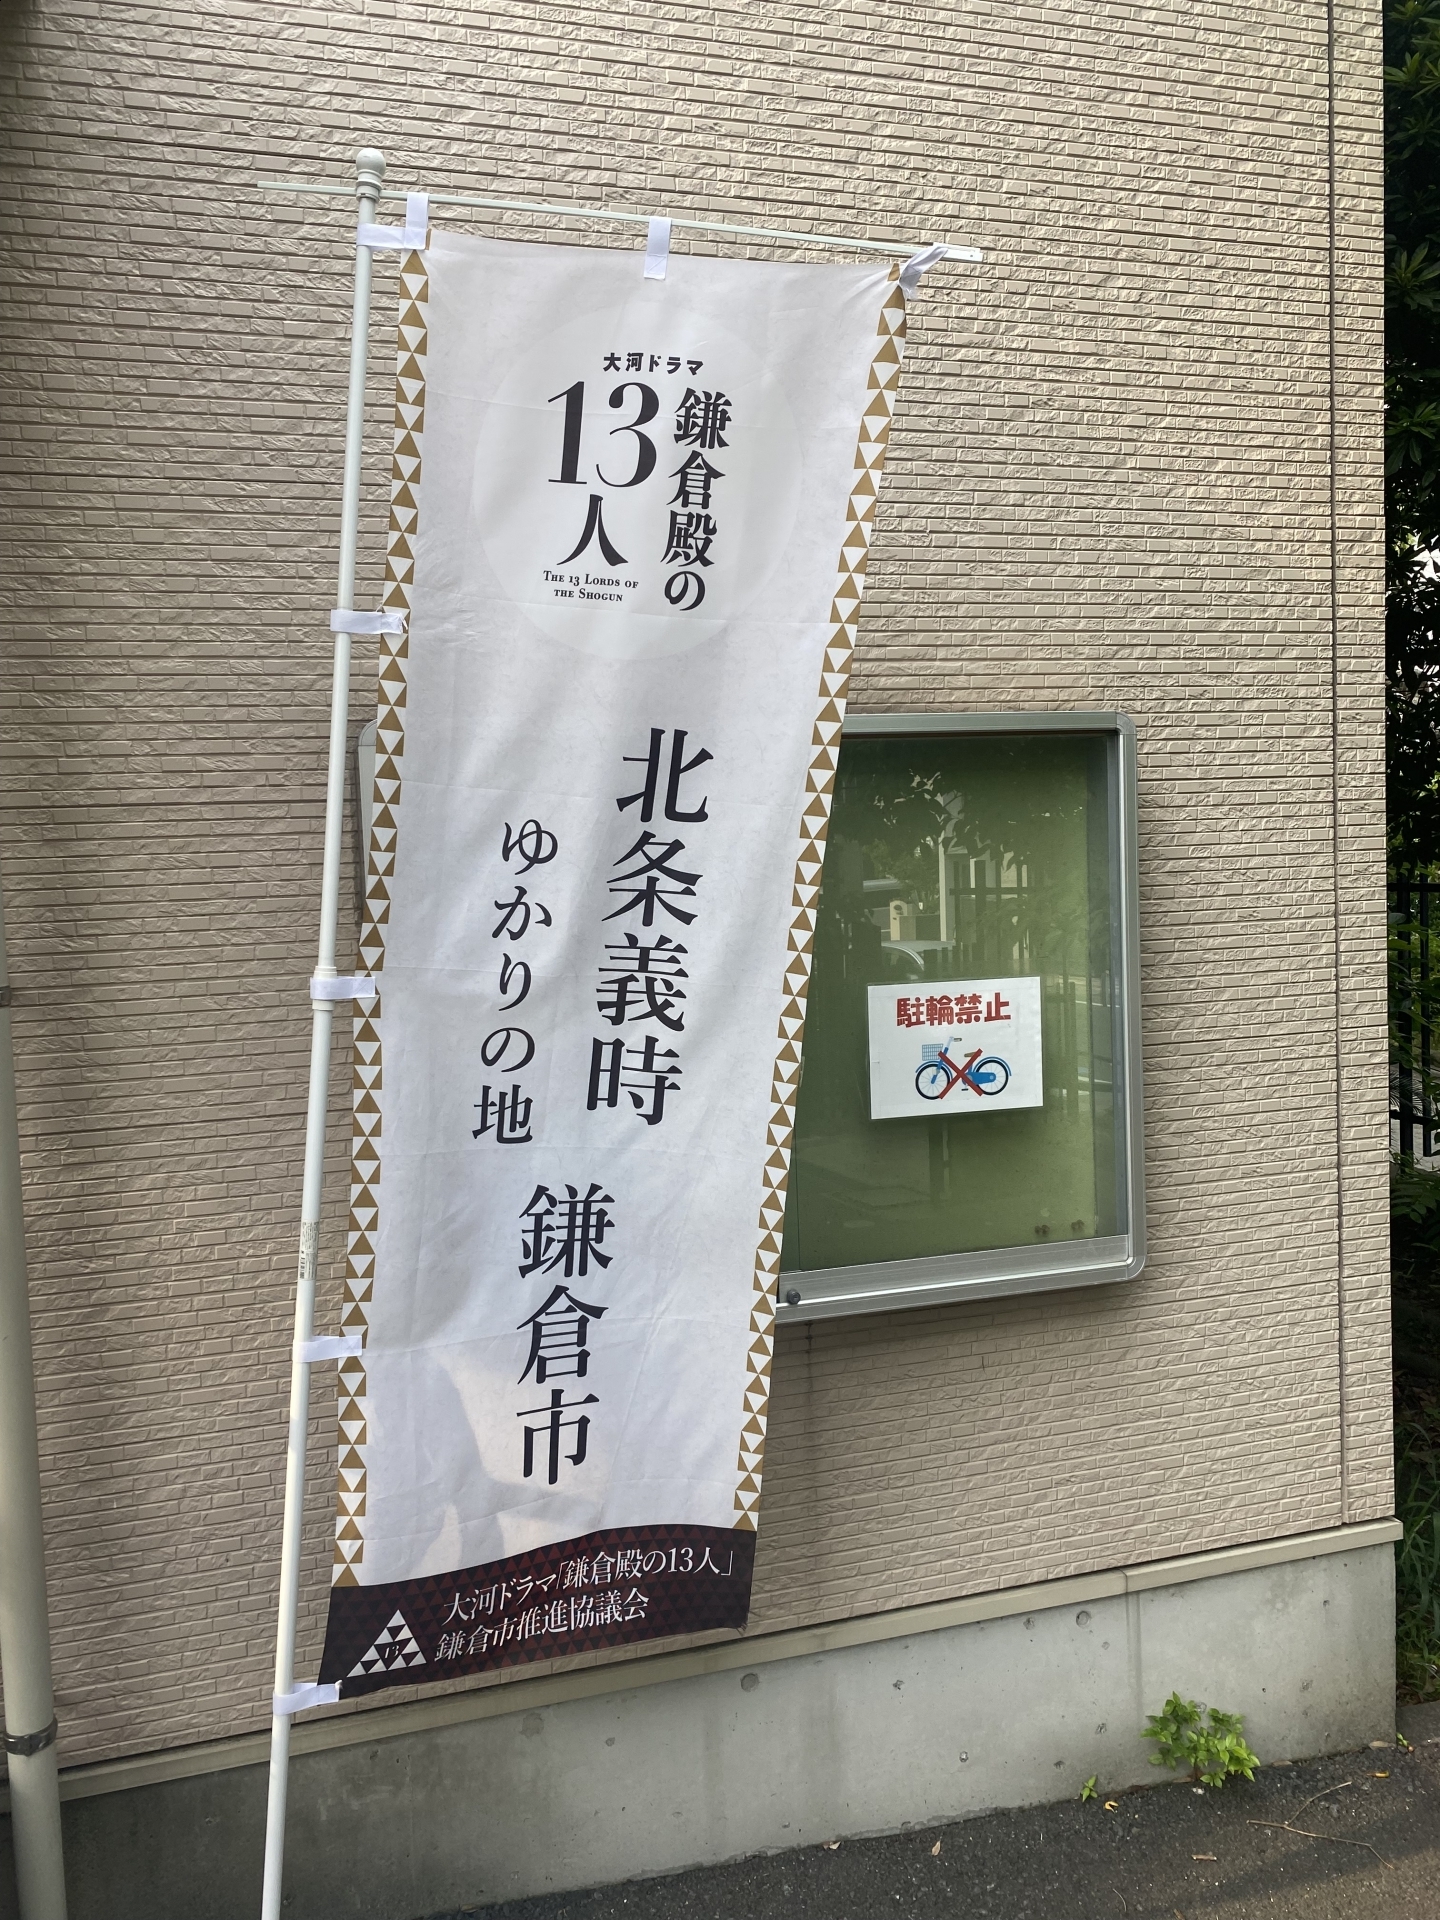 大河ドラマ
鎌倉殿の
13人
THE 13 LORDS OF
THE SHOGUN
北条義時
ゆかりの地
鎌倉市
大河ドラマ「鎌倉殿の13人」
鎌倉市推進協議会
13
駐輪禁止